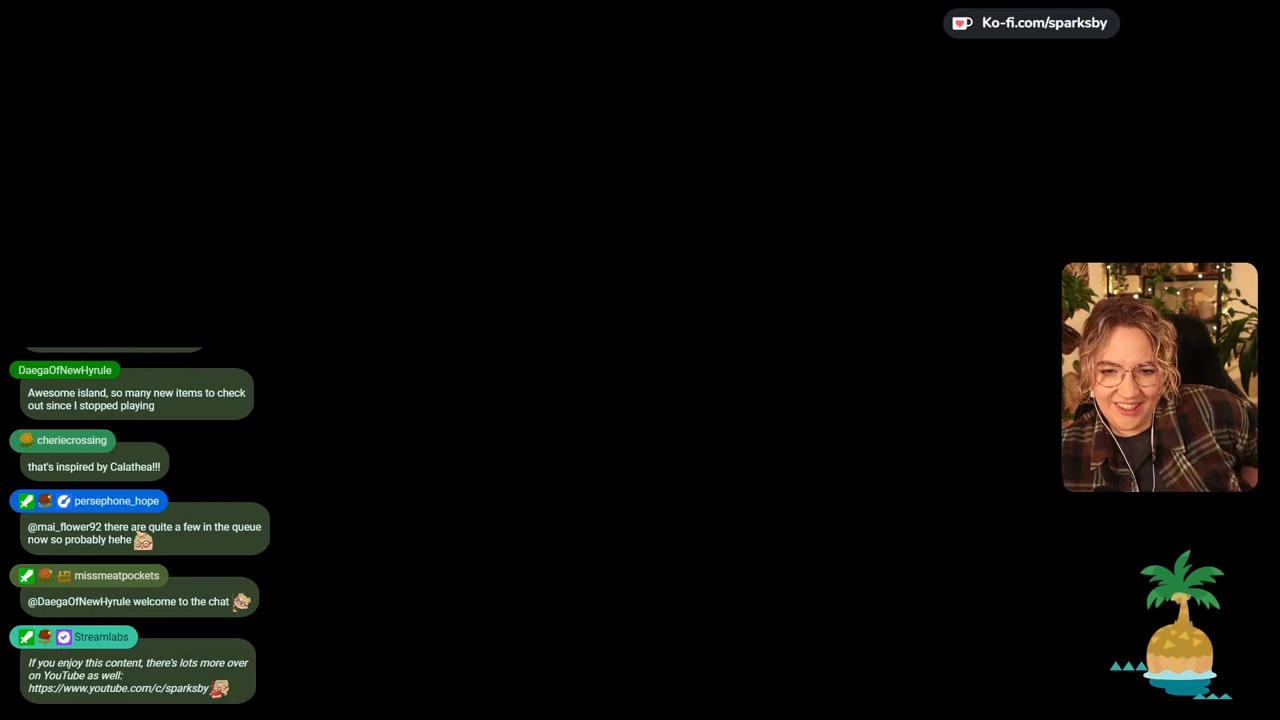 Ko-fi.com/sparksby
DaegaOfNewHyrule
Awesome island, so many new items to check
out since I stopped playing
cheriecrossing
that's inspired by Calathea!!!
persephone_hope
@mai_flower92 there are quite a few in the queue
now so probably hehe
missmeatpockets
@DaegaOfNewHyrule welcome to the chat
Streamlabs
If you enjoy this content, there's lots more over
on YouTube as well:
https://www.youtube.com/c/sparksby